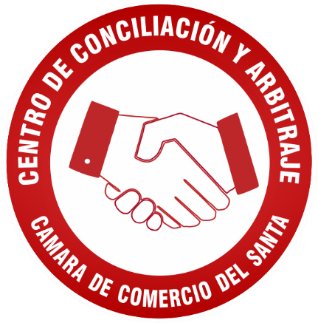 CENTRO DE CONCILIACIÓN Y ARBITRAJE
CAMARA DE COMERCIO DEL SANTA